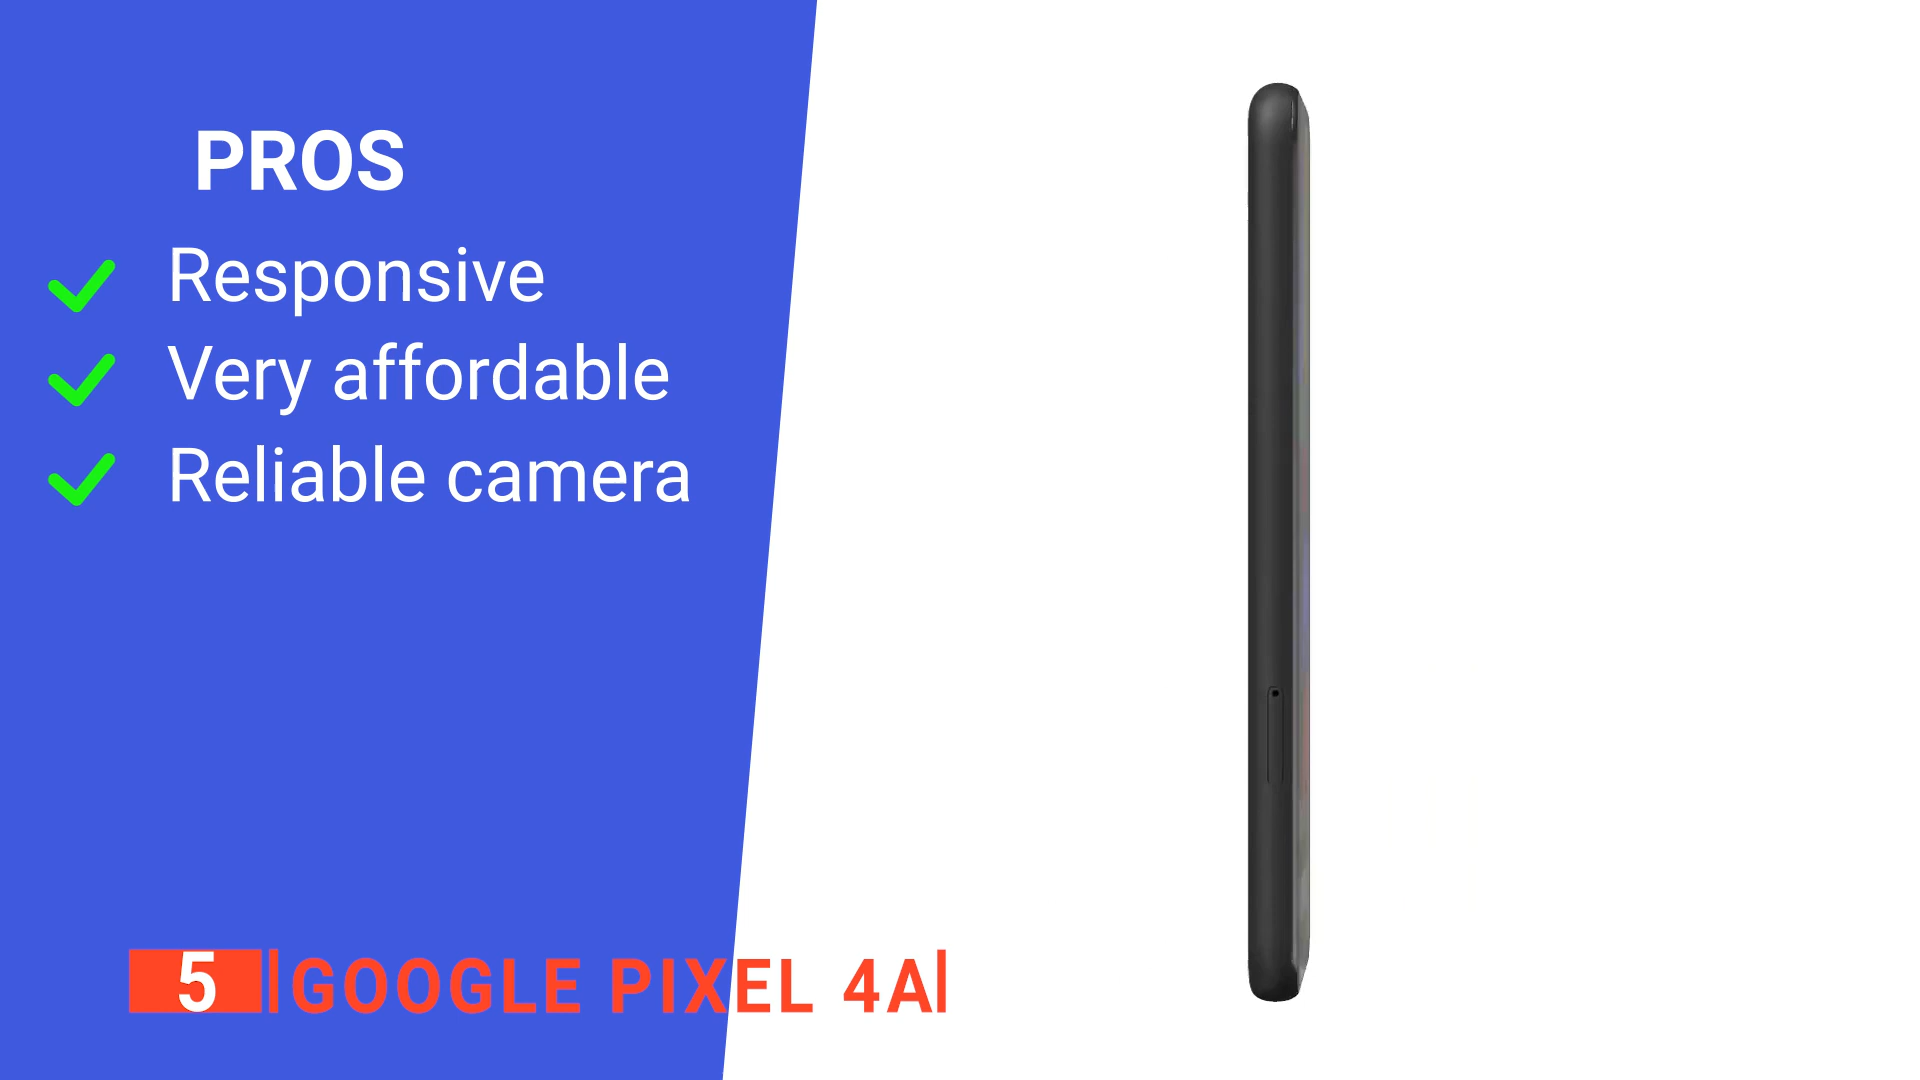 PROS
Responsive
Very affordable
Reliable camera
5 GOOGLE PIXEL 4A